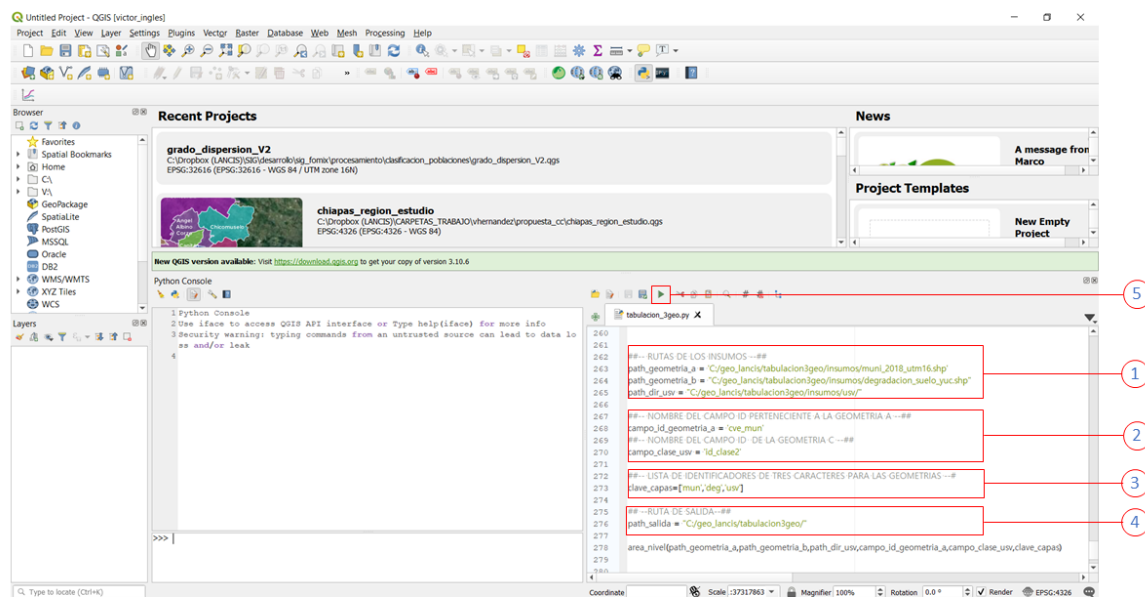 Untitled Project - QGIS [victor_ingles]
Project Edit View Layer Settings Plugins Vector Raster Database Web Mesh Processing Help
Browser
Favorites
Spatial Bookmarks
Home
C:\
V:\
GeoPackage
SpatiaLite
PostGIS
MSSQL
Oracle
DB2
WMS/WMTS
XYZ Tiles
WCS
Layers
Recent Projects
grado_dispersion_V2
C:\Dropbox (LANCIS)\SIG\desarrollo\sig_fomix\procesamiento\clasificacion_poblaciones\grado_dispersion_V2.qgs
EPSG:32616 (EPSG:32616 - WGS 84 / UTM zone 16N)
chiapas_region_estudio
C:\Dropbox (LANCIS)\CARPETAS_TRABAJO\vhernandez\propuesta_cc\chiapas_region_estudio.qgs
EPSG:4326 (EPSG:4326 - WGS 84)
News
A message from
Marco
Project Templates
New Empty
Project
New QGIS version available: Visit https://download.qgis.org to get your copy of version 3.10.6
Python Console
1 Python Console
2 Use iface to access QGIS API interface or Type help(iface) for more info
3 Security warning: typing commands from an untrusted source can lead to data lo
ss and/or leak
4
>>>
tabulacion_3geo.py X
260
261
262 ##-- RUTAS DE LOS INSUMOS --##
263 path_geometria_a = 'C:/geo_lancis/tabulacion3geo/insumos/muni_2018_utm16.shp'
264 path_geometria_b = "C:/geo_lancis/tabulacion3geo/insumos/degradacion_suelo_yuc.shp"
265 path_dir_usv = "C:/geo_lancis/tabulacion3geo/insumos/usv/"
266
267 ##-- NOMBRE DEL CAMPO ID PERTENECIENTE A LA GEOMETRIA A --##
268 campo_id_geometria_a = 'cve_mun'
269 ##-- NOMBRE DEL CAMPO ID DE LA GEOMETRIA C --##
270 campo_clase_usv = 'id_clase2'
271
272 ##-- LISTA DE IDENTIFICADORES DE TRES CARACTERES PARA LAS GEOMETRIAS --#
273 clave_capas=['mun','deg','usv']
274
275 ## --RUTA DE SALIDA--##
276 path_salida = "C:/geo_lancis/tabulacion3geo/"
277
278 area_nivel(path_geometria_a,path_geometria_b,path_dir_usv,campo_id_geometria_a,campo_clase_usv,clave_capas)
279
280
5
1
2
3
4
Type to locate (Ctrl+K)
Coordinate Scale :37317863 Magnifier 100% Rotation 0.0 ° Render EPSG:4326